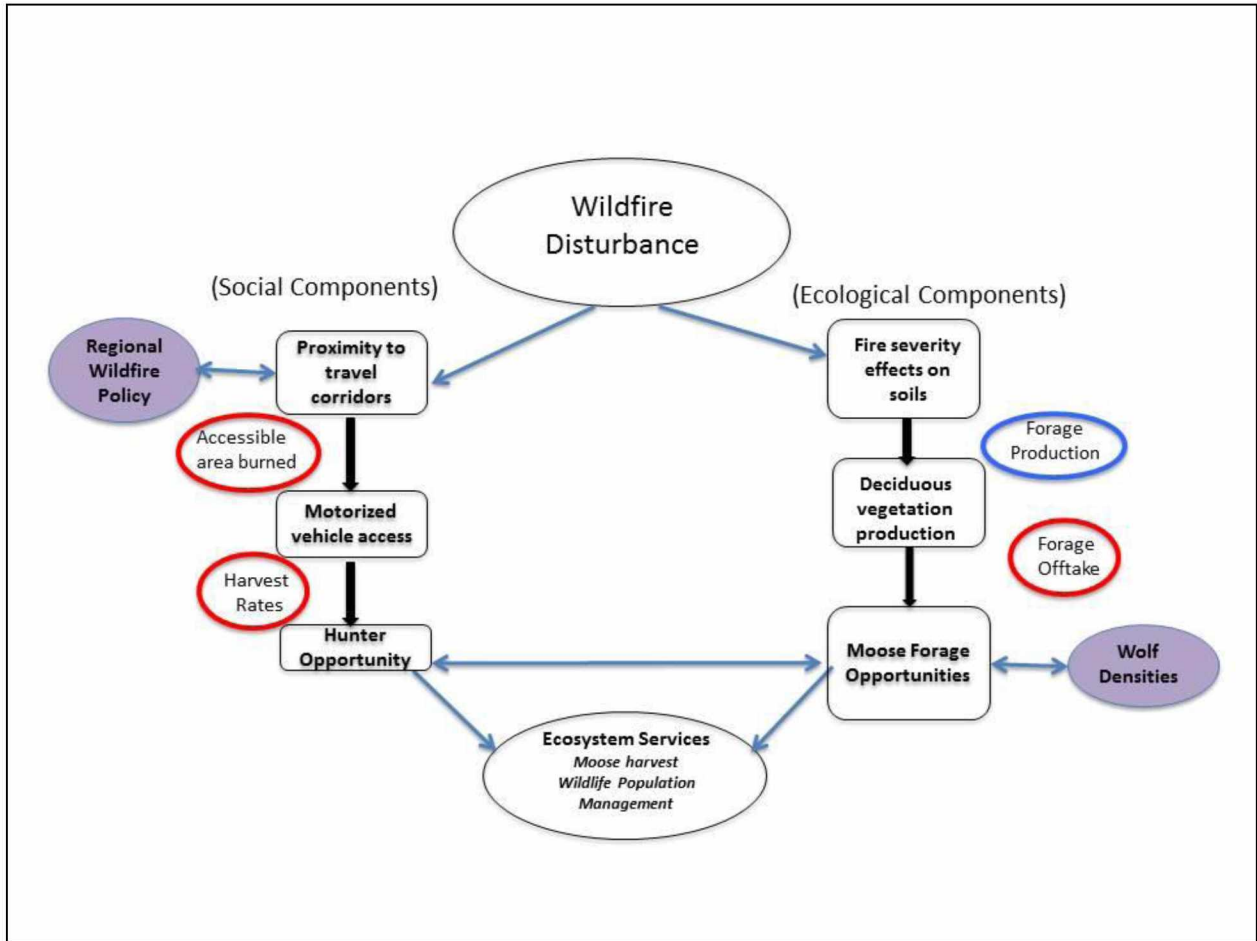 Wildfire
Disturbance
(Social Components)
(Ecological Components)
Regional
Wildfire
Policy
Proximity to
travel
corridors
Fire severity
effects on
soils
Accessible
area burned
Forage
Production
Motorized
vehicle access
Deciduous
vegetation
production
Harvest
Rates
Forage
Offtake
Hunter
Opportunity
Moose Forage
Opportunities
Wolf
Densities
Ecosystem Services
Moose harvest
Wildlife Population
Management